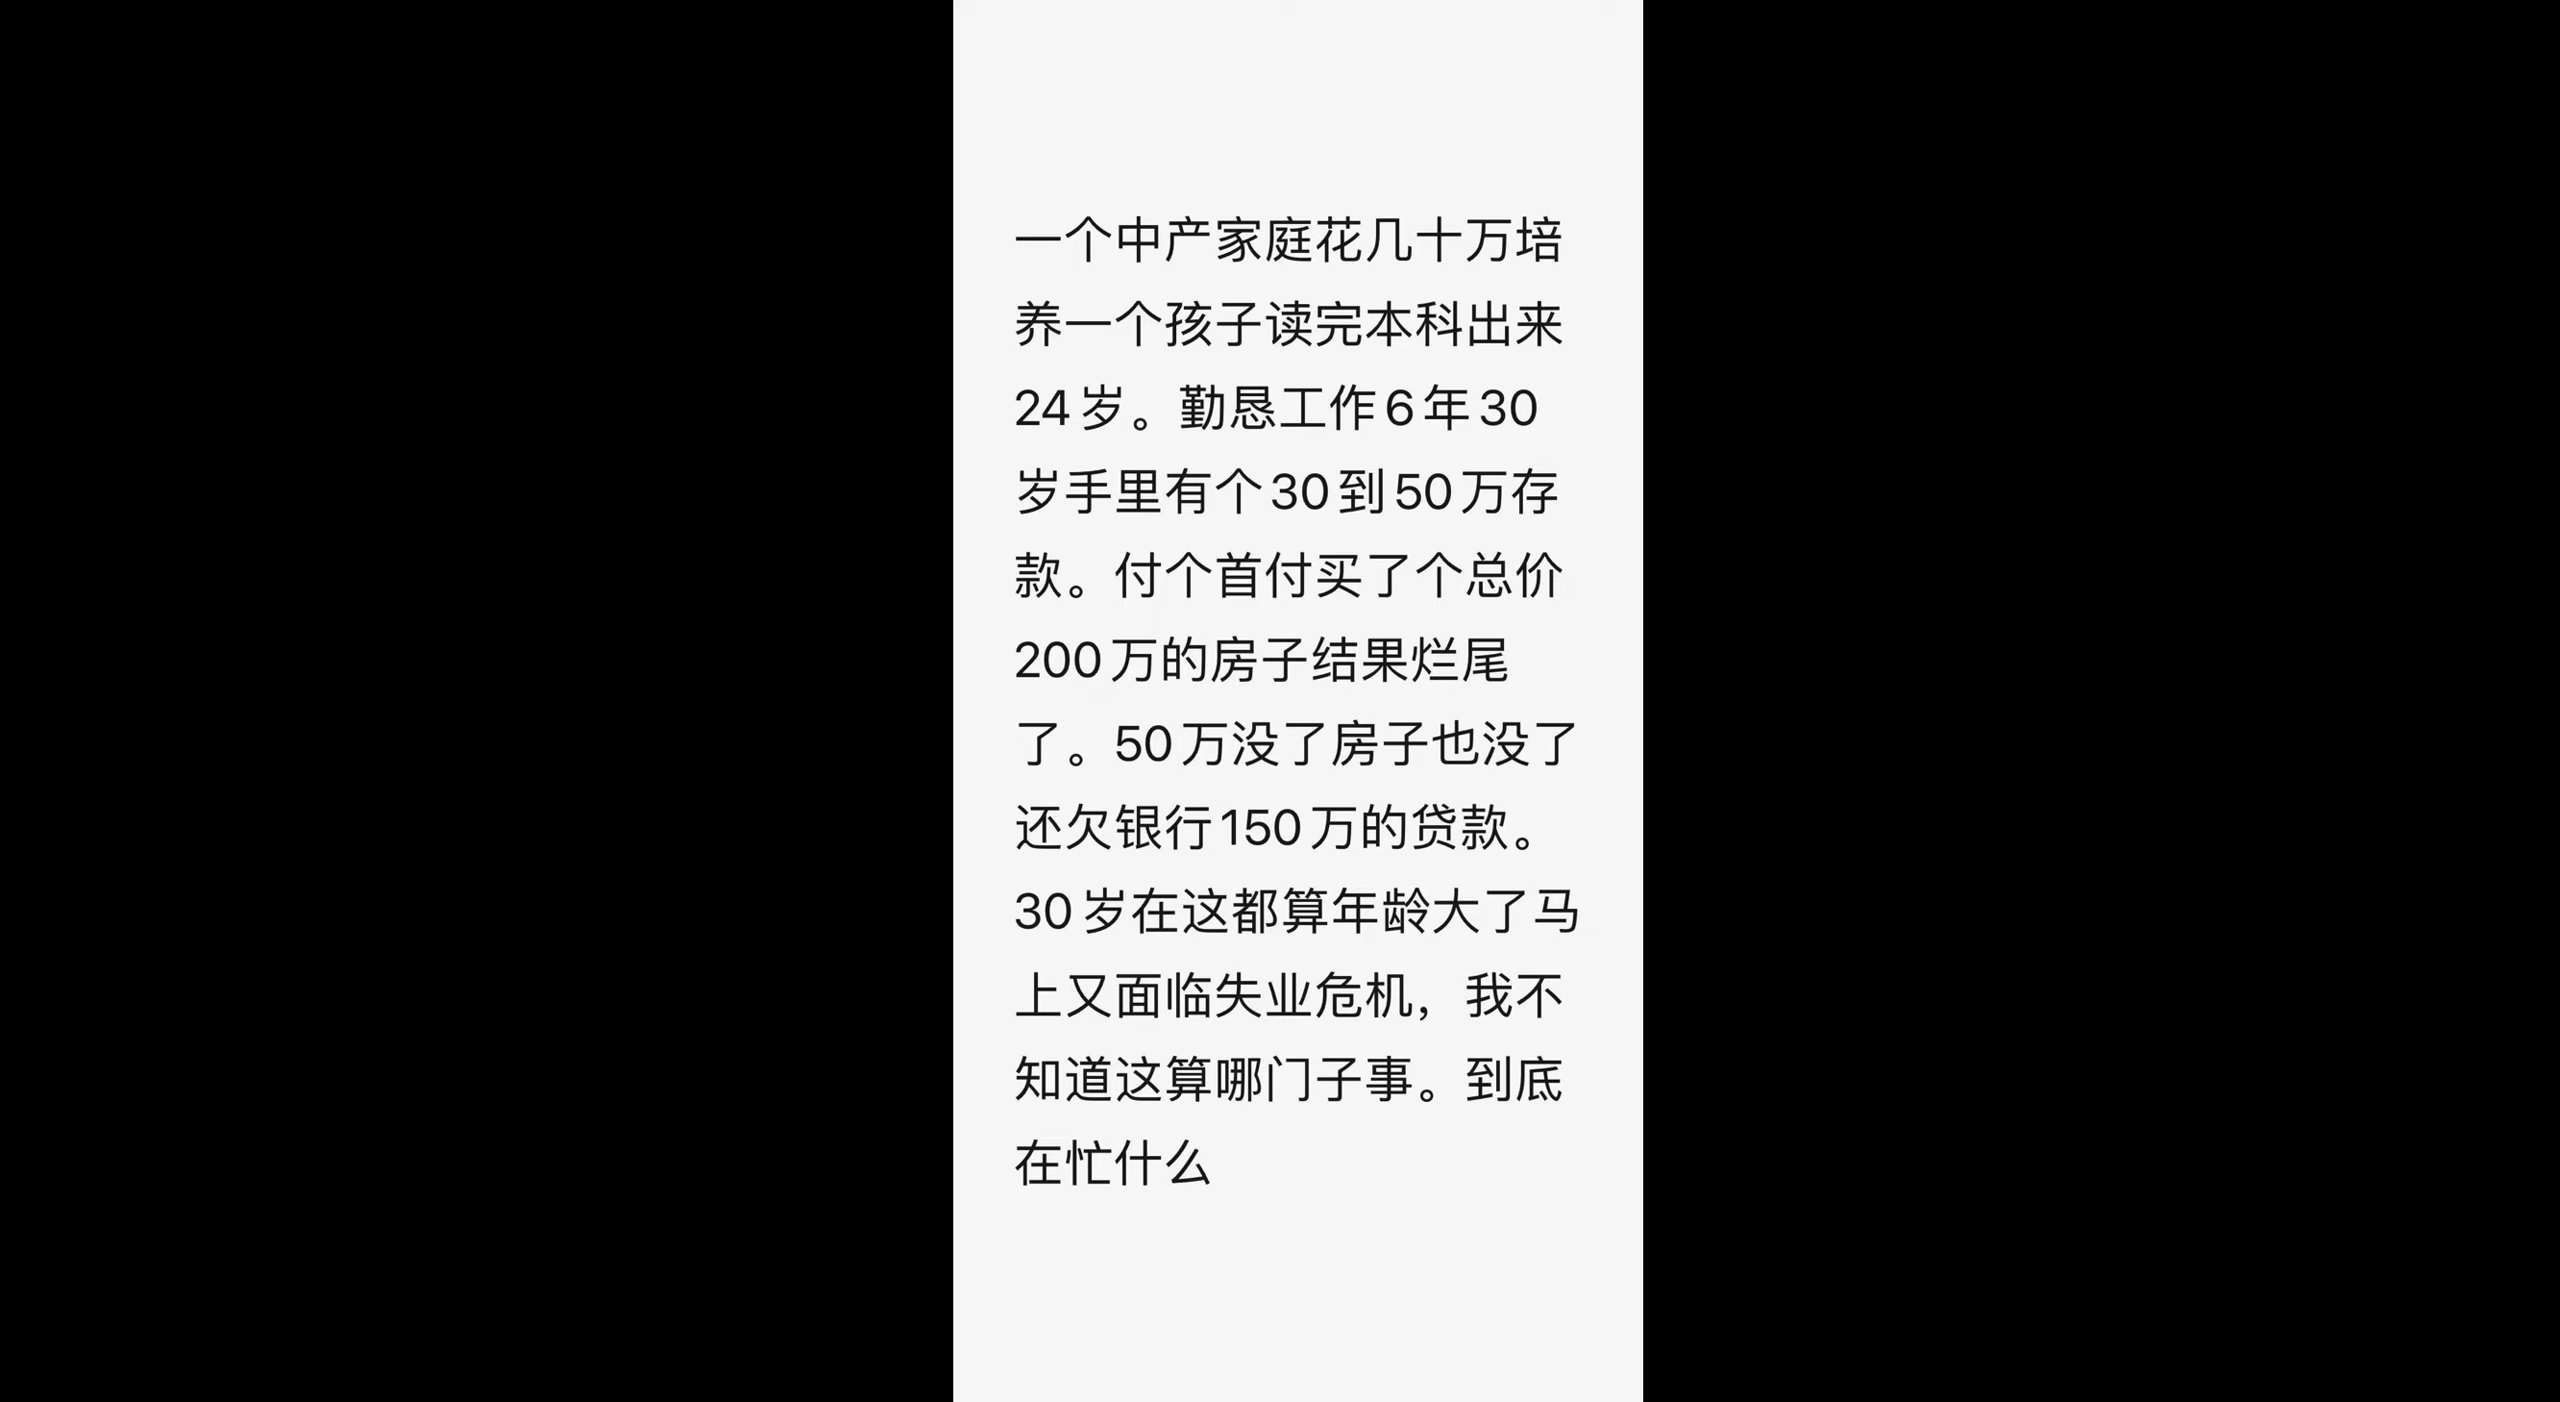 一个中产家庭花几十万培
养一个孩子读完本科出来
24岁。勤恳工作6年30
岁手里有个30到50万存
款。付个首付买了个总价
200万的房子结果烂尾
了。50万没了房子也没了
还欠银行150万的贷款。
30岁在这都算年龄大了马
上又面临失业危机，我不
知道这算哪门子事。到底
在忙什么